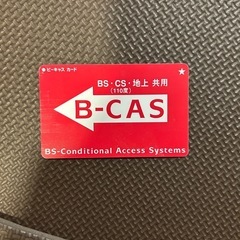 ビーキャス カード
BS・CS・地上 共用
(110度)
B-CAS
BS-Conditional Access Systems